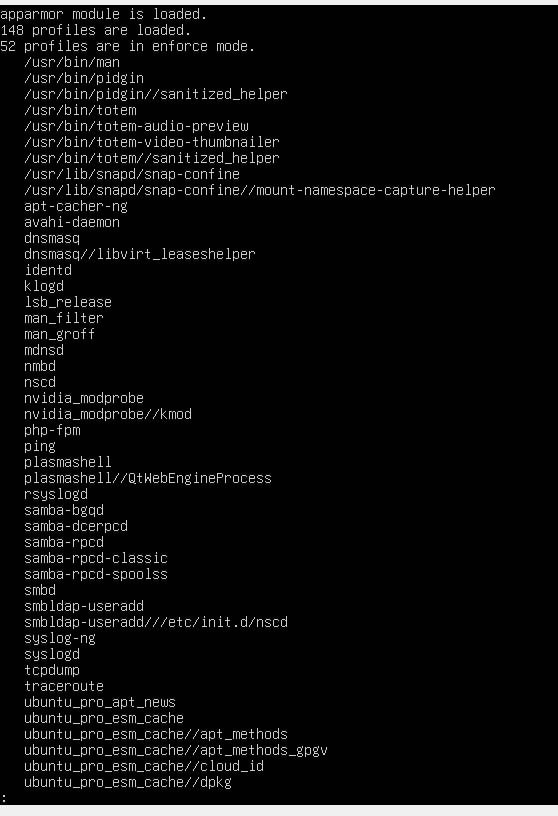 apparmor module is loaded.
148 profiles are loaded.
52 profiles are in enforce mode.
/usr/bin/man
/usr/bin/pidgin
/usr/bin/pidgin//sanitized_helper
/usr/bin/totem
/usr/bin/totem-audio-preview
/usr/bin/totem-video-thumbnailer
/usr/bin/totem//sanitized_helper
/usr/lib/snapd/snap-confine
/usr/lib/snapd/snap-confine//mount-namespace-capture-helper
apt-cacher-ng
avahi-daemon
dnsmasq
dnsmasq//libvirt_leaseshelper
identd
klogd
lsb_release
man_filter
man_groff
mdnsd
nmbd
nscd
nvidia_modprobe
nvidia_modprobe//kmod
php-fpm
ping
plasmashell
plasmashell//QtWebEngineProcess
rsyslogd
samba-bgqd
samba-dcerpcd
samba-rpcd
samba-rpcd-classic
samba-rpcd-spoolss
smbd
smbldap-useradd
smbldap-useradd///etc/init.d/nscd
syslog-ng
syslogd
tcpdump
traceroute
ubuntu_pro_apt_news
ubuntu_pro_esm_cache
ubuntu_pro_esm_cache//apt_methods
ubuntu_pro_esm_cache//apt_methods_gpgv
ubuntu_pro_esm_cache//cloud_id
ubuntu_pro_esm_cache//dpkg
: